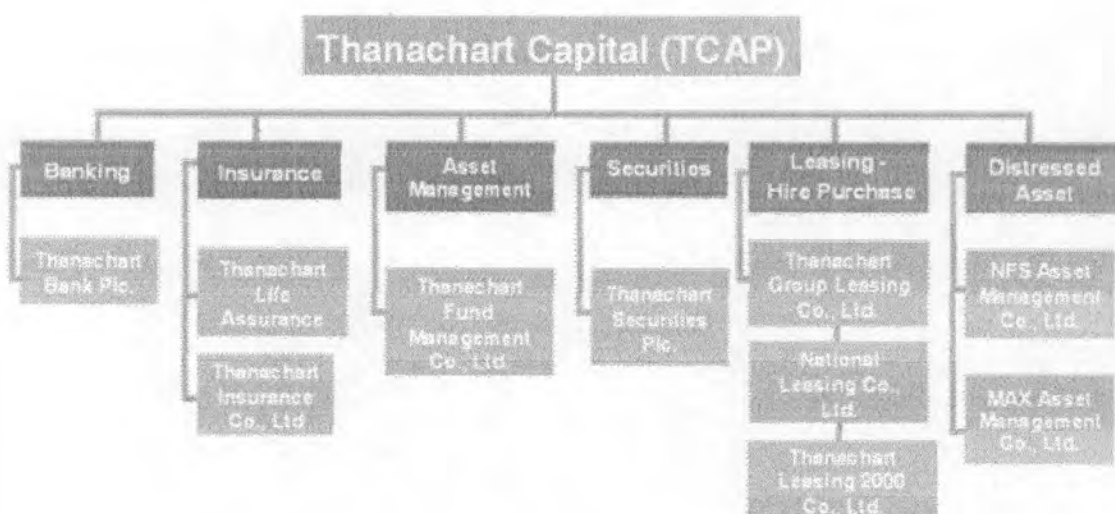 Thanachart Capital (TCAP)
Banking
Thanachart
Bank Plc.
Insurance
Thanachart
Life
Assurance
Thanachart
Insurance
Co., Ltd
Asset
Management
Thanachart
Fund
Management
Co., Ltd.
Securities
Thanachart
Securities
Plc.
Leasing -
Hire Purchase
Thanachart
Group Leasing
Co., Ltd.
National
Leasing Co.,
Ltd.
Thanachart
Leasing 2000
Co., Ltd.
Distressed
Asset
NFS Asset
Management
Co., Ltd.
MAX Asset
Management
Co., Ltd.